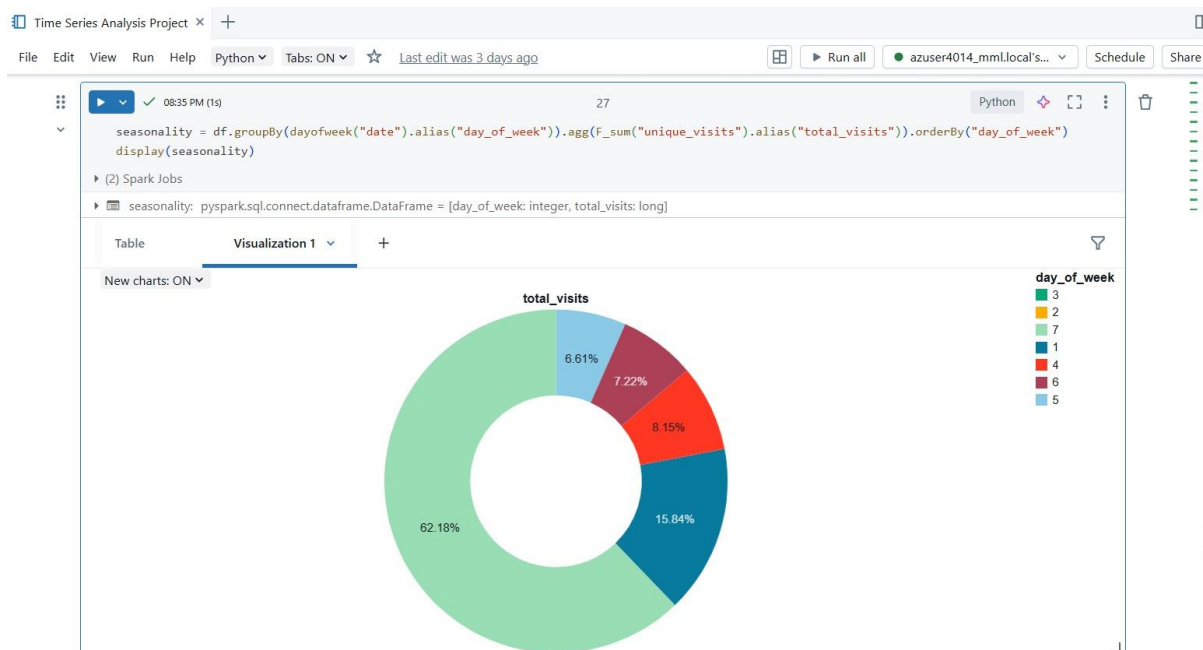 Time Series Analysis Project × +
File Edit View Run Help Python Tabs: ON Last edit was 3 days ago Run all azuser4014_mml.local's... Schedule Share
08:35 PM (1s) 27 Python
seasonality = df.groupBy(dayofweek("date").alias("day_of_week")).agg(F_sum("unique_visits").alias("total_visits")).orderBy("day_of_week")
display(seasonality)
(2) Spark Jobs
seasonality: pyspark.sql.connect.dataframe.DataFrame = [day_of_week: integer, total_visits: long]
Table Visualization 1 +
New charts: ON
day_of_week
3
2
7
1
4
6
5
total_visits
6.61%
7.22%
8.15%
15.84%
62.18%